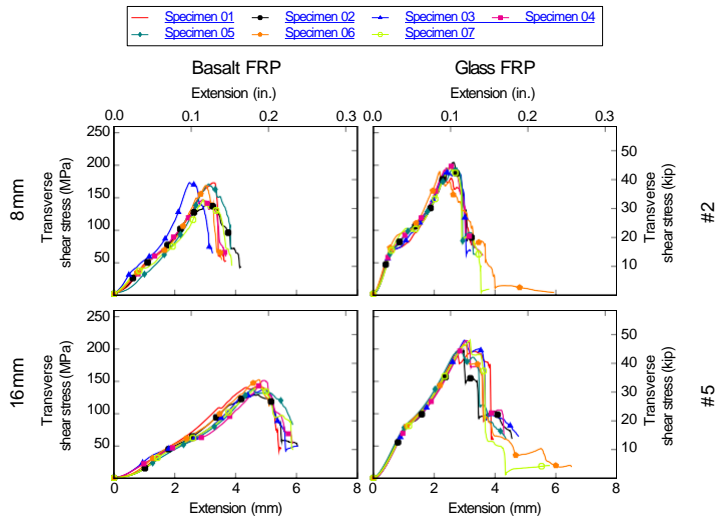 Specimen 01 Specimen 02 Specimen 03 Specimen 04
Specimen 05 Specimen 06 Specimen 07
Basalt FRP Glass FRP
Extension (in.) Extension (in.)
0.0 0.1 0.2 0.3 0.0 0.1 0.2 0.3
8mm
Transverse
shear stress (MPa)
250
200
150
100
50
50
40
30
20
10
Transverse
shear stress (kip)
#2
16mm
Transverse
shear stress (MPa)
250
200
150
100
50
50
40
30
20
10
Transverse
shear stress (kip)
#5
0 2 4 6 8 0 2 4 6 8
Extension (mm) Extension (mm)